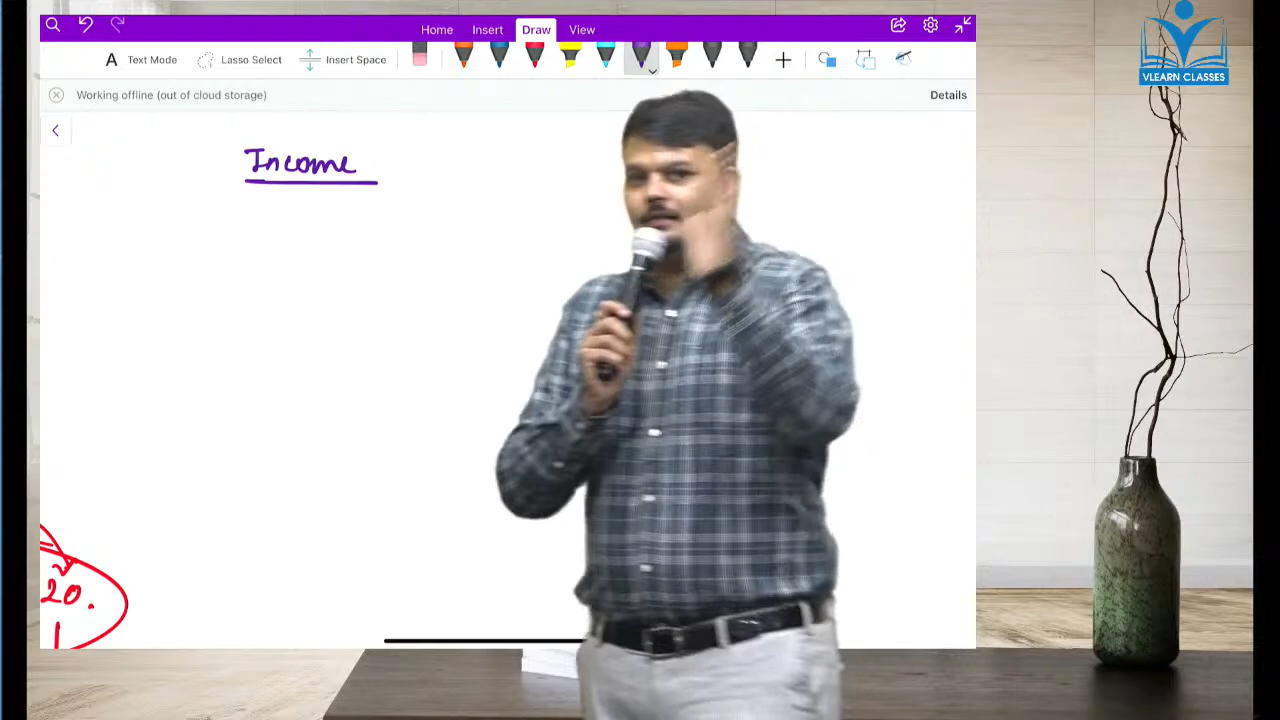 Home Insert Draw View
A Text Mode Lasso Select Insert Space
Working offline (out of cloud storage) Details
VLEARN CLASSES
Income
20.